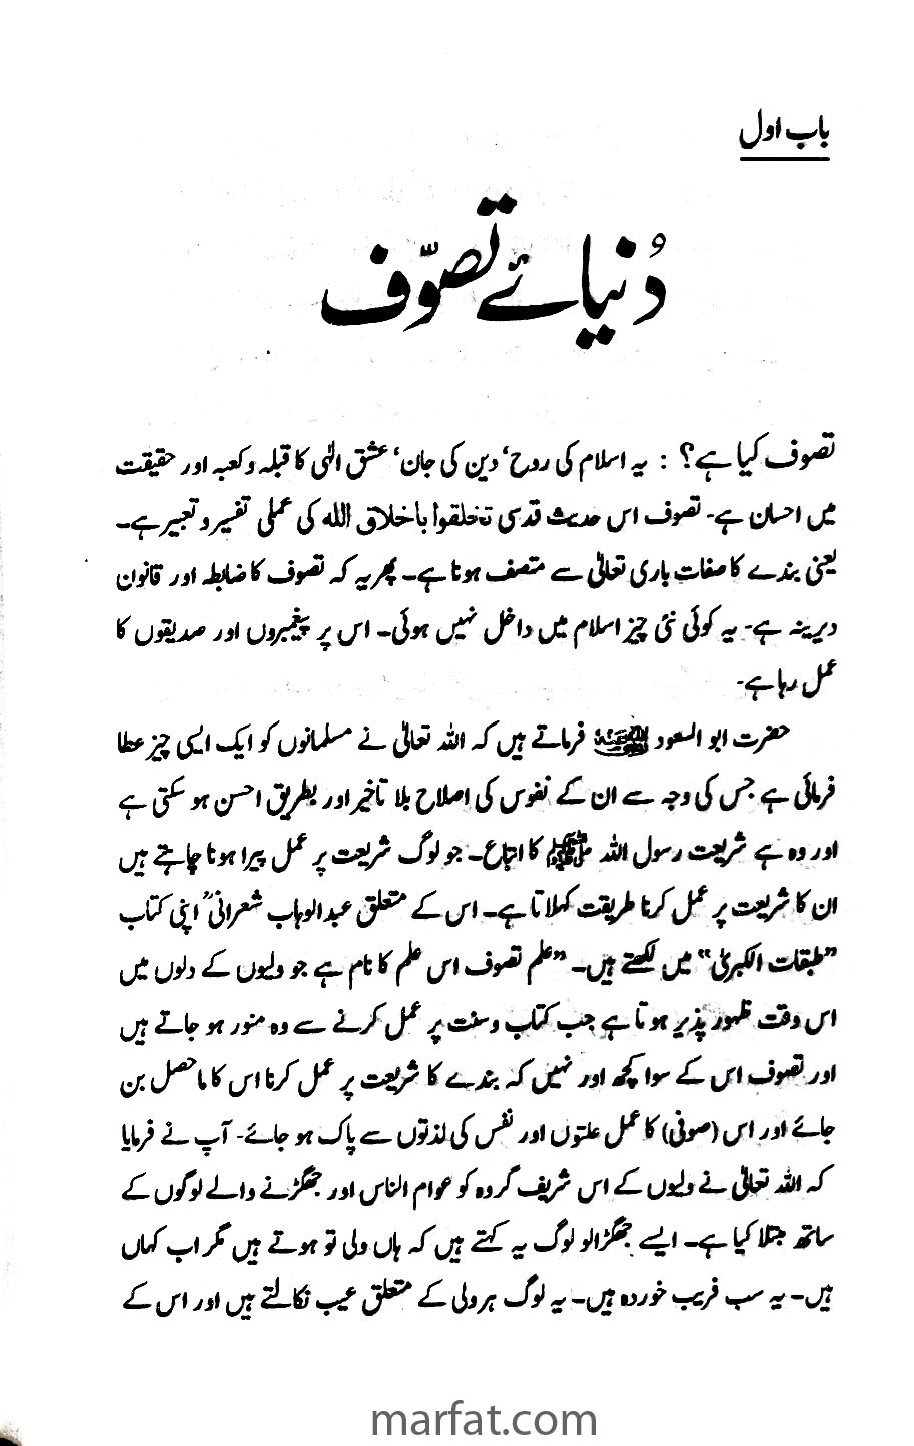 باب اول
دُنیائے تصوّف
تصوف کیا ہے؟ : یہ اسلام کی روح‘ دین کی جان‘ عشق الٰہی کا قبلہ و کعبہ اور حقیقت
میں احسان ہے۔ تصوف اس حدیث قدسی تخلقوا باخلاق اللہ کی عملی تفسیر و تعبیر ہے۔
یعنی بندے کا صفات باری تعالیٰ سے متصف ہونا ہے۔ پھر یہ کہ تصوف کا ضابطہ اور قانون
دیرینہ ہے۔ یہ کوئی نئی چیز اسلام میں داخل نہیں ہوئی۔ اس پر پیغمبروں اور صدیقوں کا
عمل رہا ہے۔
حضرت ابو السعود فرماتے ہیں کہ اللہ تعالیٰ نے مسلمانوں کو ایک ایسی چیز عطا
فرمائی ہے جس کی وجہ سے ان کے نفوس کی اصلاح بلا تاخیر اور بطریق احسن ہو سکتی ہے
اور وہ ہے شریعت رسول اللہ ﷺ کا اتباع۔ جو لوگ شریعت پر عمل پیرا ہونا چاہتے ہیں
ان کا شریعت پر عمل کرنا طریقت کہلاتا ہے۔ اس کے متعلق عبدالوہاب شعرانیؒ اپنی کتاب
”طبقات الکبریٰ“ میں لکھتے ہیں۔ ”علم تصوف اس علم کا نام ہے جو ولیوں کے دلوں میں
اس وقت ظہور پذیر ہوتا ہے جب کتاب و سنت پر عمل کرنے سے وہ منور ہو جاتے ہیں
اور تصوف اس کے سوا کچھ اور نہیں کہ بندے کا شریعت پر عمل کرنا اس کا ماحصل بن
جائے اور اس (صوفی) کا عمل علتوں اور نفس کی لذتوں سے پاک ہو جائے۔ آپ نے فرمایا
کہ اللہ تعالیٰ نے ولیوں کے اس شریف گروہ کو عوام الناس اور جھگڑنے والے لوگوں کے
ساتھ مبتلا کیا ہے۔ ایسے جھگڑالو لوگ یہ کہتے ہیں کہ ہاں ولی تو ہوتے ہیں مگر اب کہاں
ہیں۔ یہ سب فریب خوردہ ہیں۔ یہ لوگ ہر ولی کے متعلق عیب نکالتے ہیں اور اس کے
marfat.com